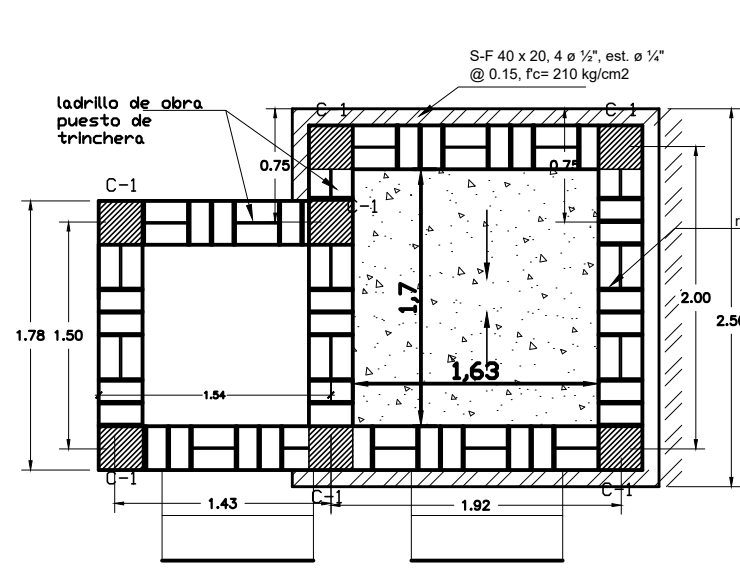 S-F 40 x 20, 4 ø ½", est. ø ¼"
@ 0.15, f'c= 210 kg/cm2
ladrillo de obra
puesto de
trinchera
C-1
C-1
0.75
0.75
C-1
C-1
1.78
1.50
1,7
2.00
2.50
1,63
1.54
C-1
C-1
C-1
1.43
1.92